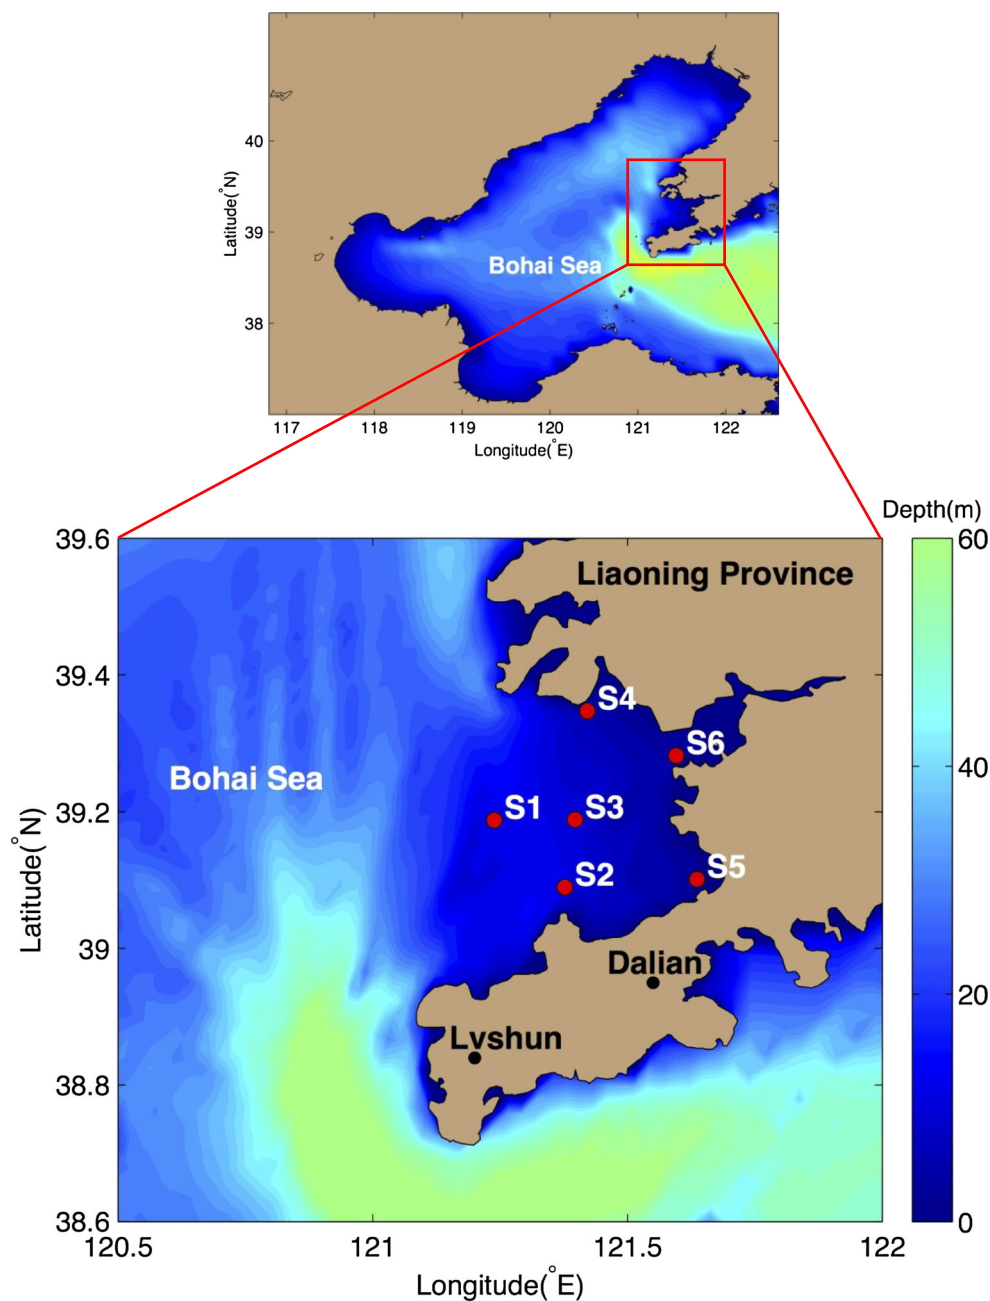 40
39
38
Latitude(°N)
Bohai Sea
117 118 119 120 121 122
Longitude(°E)
Depth(m)
39.6
39.4
39.2
39
38.8
38.6
Latitude(°N)
Liaoning Province
S4
S6
Bohai Sea
S1 S3
S2 S5
Dalian
Lvshun
60
40
20
0
120.5 121 121.5 122
Longitude(°E)